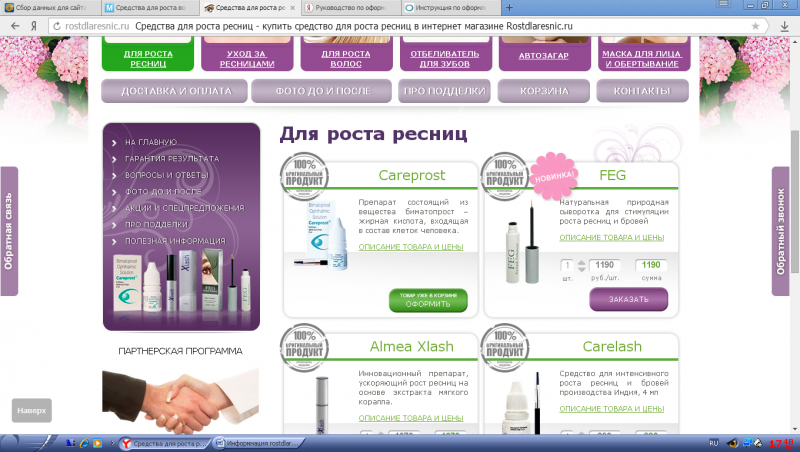 Сбор данных для сайта
Средства для роста во
Средства для роста ре
Руководство по оформ
Инструкция по оформ
rostdlaresnic.ru Средства для роста ресниц - купить средство для роста ресниц в интернет магазине Rostdlaresnic.ru
ДЛЯ РОСТА
РЕСНИЦ
УХОД ЗА
РЕСНИЦАМИ
ДЛЯ РОСТА
ВОЛОС
ОТБЕЛИВАТЕЛЬ
ДЛЯ ЗУБОВ
АВТОЗАГАР
МАСКА ДЛЯ ЛИЦА
И ОБЕРТЫВАНИЕ
ДОСТАВКА И ОПЛАТА
ФОТО ДО И ПОСЛЕ
ПРО ПОДДЕЛКИ
КОРЗИНА
КОНТАКТЫ
НА ГЛАВНУЮ
ГАРАНТИЯ РЕЗУЛЬТАТА
ВОПРОСЫ И ОТВЕТЫ
ФОТО ДО И ПОСЛЕ
АКЦИИ И СПЕЦПРЕДЛОЖЕНИЯ
ПРО ПОДДЕЛКИ
ПОЛЕЗНАЯ ИНФОРМАЦИЯ
Careprost
Xlash
FEG
ПАРТНЕРСКАЯ ПРОГРАММА
Обратная связь
Наверх
Для роста ресниц
100%
ОРИГИНАЛЬНЫЙ
ПРОДУКТ
Careprost
Препарат состоящий из
вещества биматопрост –
жирная кислота, входящая
в состав клеток человека.
ОПИСАНИЕ ТОВАРА И ЦЕНЫ
Careprost
ТОВАР УЖЕ В КОРЗИНЕ
ОФОРМИТЬ
100%
ОРИГИНАЛЬНЫЙ
ПРОДУКТ
НОВИНКА!
FEG
Натуральная природная
сыворотка для стимуляции
роста ресниц и бровей
ОПИСАНИЕ ТОВАРА И ЦЕНЫ
FEG
1 1190 1190
шт. руб./шт. сумма
ЗАКАЗАТЬ
100%
ОРИГИНАЛЬНЫЙ
ПРОДУКТ
Almea Xlash
Инновационный препарат,
ускоряющий рост ресниц на
основе экстракта мягкого
коралла.
ОПИСАНИЕ ТОВАРА И ЦЕНЫ
100%
ОРИГИНАЛЬНЫЙ
ПРОДУКТ
Carelash
Средство для интенсивного
роста ресниц и бровей
производства Индия, 4 мл
ОПИСАНИЕ ТОВАРА И ЦЕНЫ
Обратный звонок
Средства для роста р...
Информация rostdlar...
RU
17:40